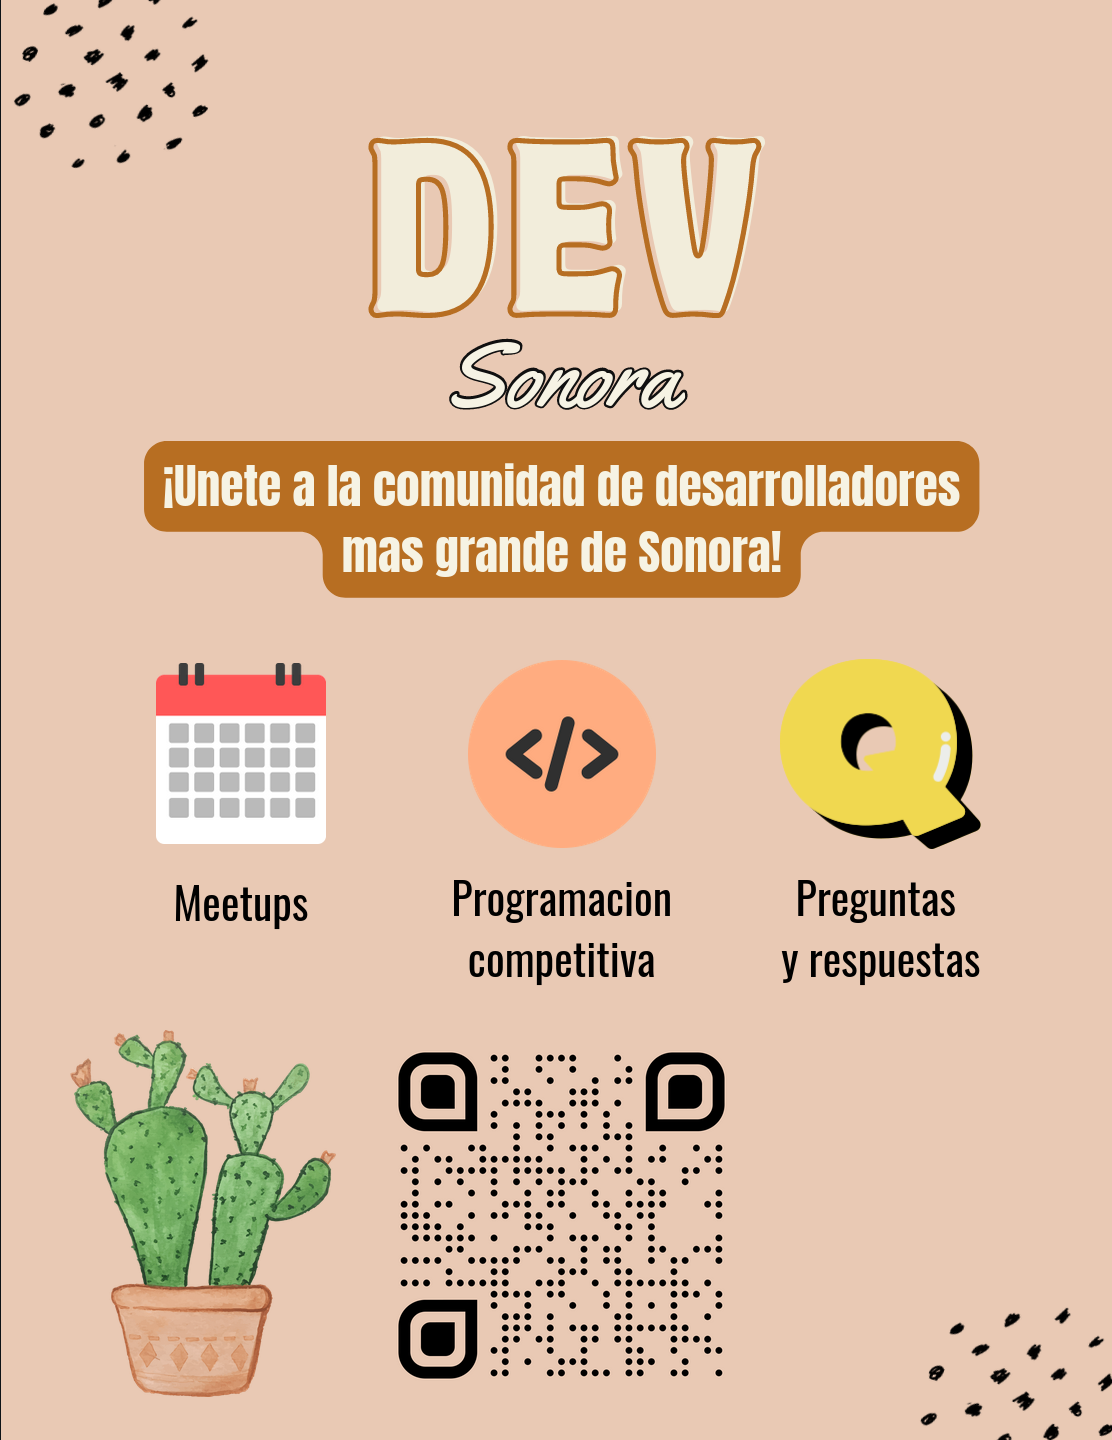 DEV
Sonora
¡Unete a la comunidad de desarrolladores
mas grande de Sonora!
Meetups
Programacion
competitiva
Preguntas
y respuestas